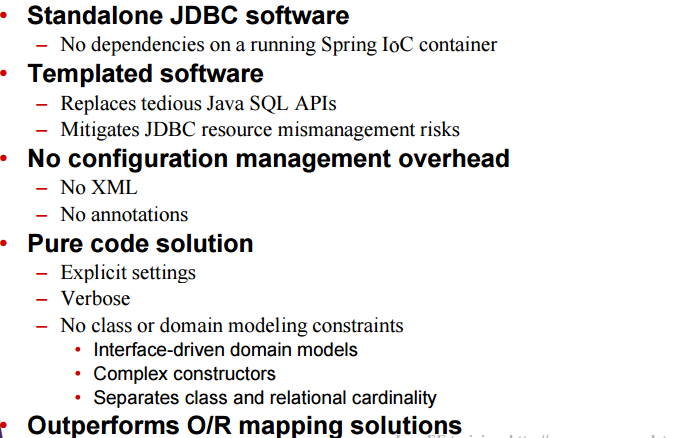 • Standalone JDBC software
– No dependencies on a running Spring IoC container
• Templated software
– Replaces tedious Java SQL APIs
– Mitigates JDBC resource mismanagement risks
• No configuration management overhead
– No XML
– No annotations
• Pure code solution
– Explicit settings
– Verbose
– No class or domain modeling constraints
• Interface-driven domain models
• Complex constructors
• Separates class and relational cardinality
• Outperforms O/R mapping solutions